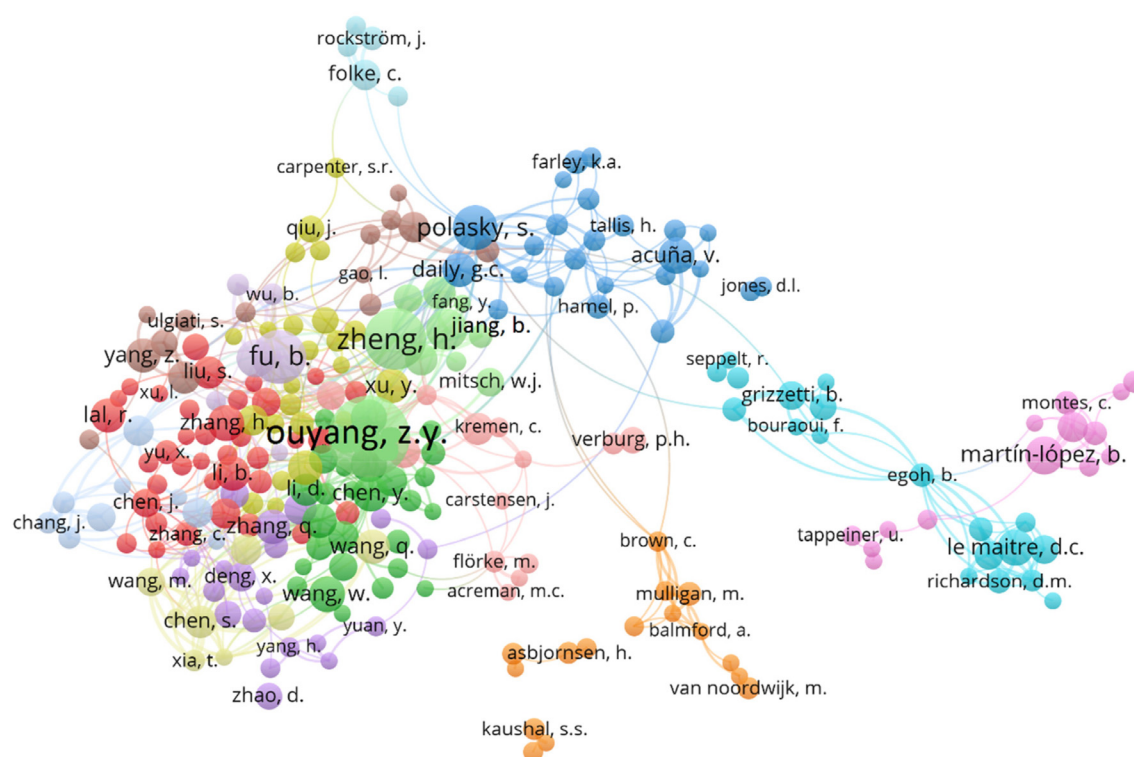 rockström, j.
folke, c.
carpenter, s.r.
farley, k.a.
qiu, j.
polasky, s.
tallis, h.
acuña, v.
gao, l.
daily, g.c.
jones, d.l.
wu, b.
fang, y.
hamel, p.
ulgiati, s.
zheng, h.
jiang, b.
yang, z.
fu, b.
seppelt, r.
liu, s.
xu, l.
xu, y.
mitsch, w.j.
grizzetti, b.
montes, c.
lal, r.
zhang, h.
kremen, c.
bouraoui, f.
ouyang, z.y.
verburg, p.h.
martín-lópez, b.
yu, x.
li, b.
egoh, b.
li, d.
chen, y.
carstensen, j.
chen, j.
chang, j.
zhang, c.
zhang, q.
tappeiner, u.
wang, q.
brown, c.
le maitre, d.c.
flörke, m.
wang, m.
deng, x.
richardson, d.m.
wang, w.
acreman, m.c.
mulligan, m.
chen, s.
yuan, y.
balmford, a.
yang, h.
xia, t.
asbjornsen, h.
zhao, d.
van noordwijk, m.
kaushal, s.s.